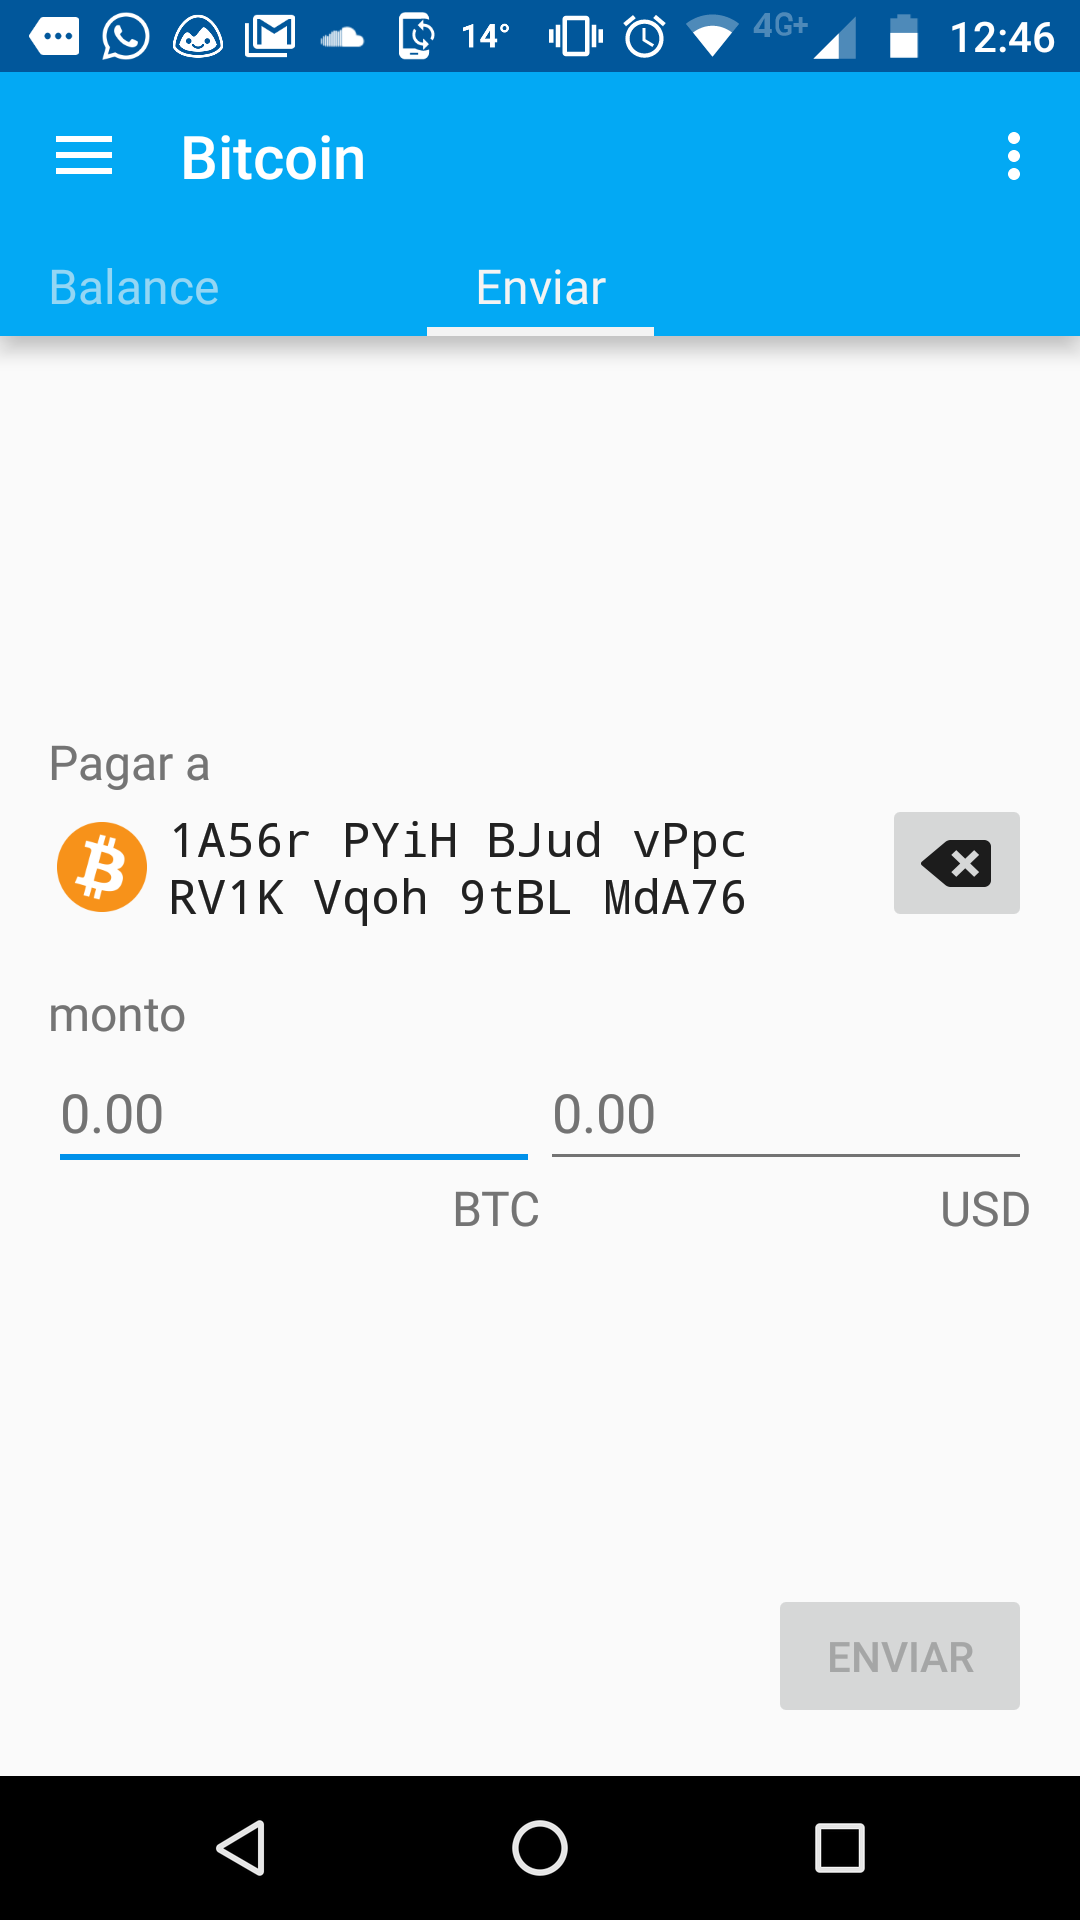 14° 4G+ 12:46
Bitcoin
Balance Enviar
Pagar a
1A56r PYiH BJud vPpc
RV1K Vqoh 9tBL MdA76
monto
0.00 0.00
BTC USD
ENVIAR